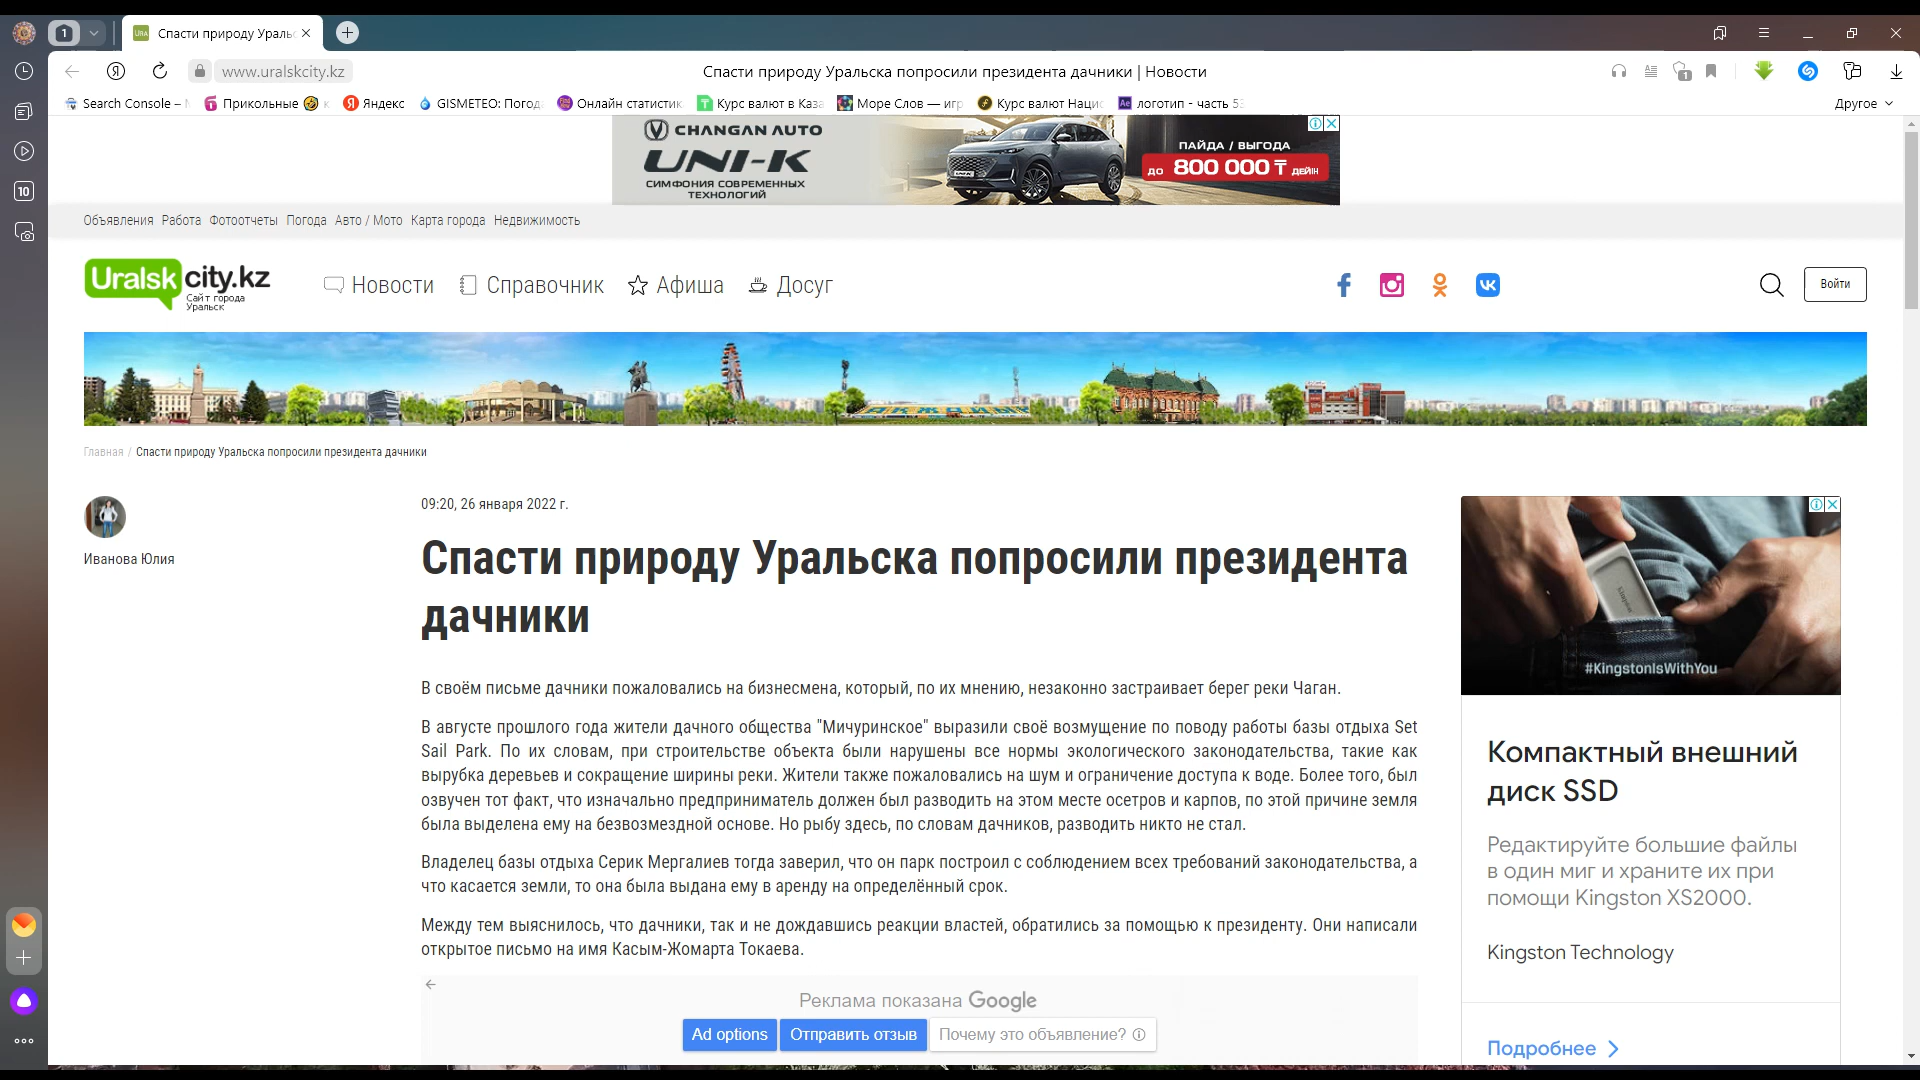 1
Спасти природу Ураль
www.uralskcity.kz
Спасти природу Уральска попросили президента дачники | Новости
1
Search Console –
Прикольные
Яндекс
GISMETEO: Погод
Онлайн статистик
Курс валют в Каза
Море Слов — игр
Курс валют Наци
логотип - часть 5
Другое
10
CHANGAN AUTO
UNI-K
СИМФОНИЯ СОВРЕМЕННЫХ
ТЕХНОЛОГИЙ
ПАЙДА / ВЫГОДА
ДО 800 000 ₸ ДЕЙІН
Объявления Работа Фотоотчеты Погода Авто / Мото Карта города Недвижимость
Uralsk city.kz
Сайт города
Уральск
Новости Справочник Афиша Досуг
Войти
Главная / Спасти природу Уральска попросили президента дачники
Иванова Юлия
09:20, 26 января 2022 г.
Спасти природу Уральска попросили президента
дачники
В своём письме дачники пожаловались на бизнесмена, который, по их мнению, незаконно застраивает берег реки Чаган.
В августе прошлого года жители дачного общества "Мичуринское" выразили своё возмущение по поводу работы базы отдыха Set
Sail Park. По их словам, при строительстве объекта были нарушены все нормы экологического законодательства, такие как
вырубка деревьев и сокращение ширины реки. Жители также пожаловались на шум и ограничение доступа к воде. Более того, был
озвучен тот факт, что изначально предприниматель должен был разводить на этом месте осетров и карпов, по этой причине земля
была выделена ему на безвозмездной основе. Но рыбу здесь, по словам дачников, разводить никто не стал.
Владелец базы отдыха Серик Мергалиев тогда заверил, что он парк построил с соблюдением всех требований законодательства, а
что касается земли, то она была выдана ему в аренду на определённый срок.
Между тем выяснилось, что дачники, так и не дождавшись реакции властей, обратились за помощью к президенту. Они написали
открытое письмо на имя Касым-Жомарта Токаева.
Реклама показана Google
Ad options
Отправить отзыв
Почему это объявление?
#KingstonIsWithYou
Компактный внешний
диск SSD
Редактируйте большие файлы
в один миг и храните их при
помощи Kingston XS2000.
Kingston Technology
Подробнее